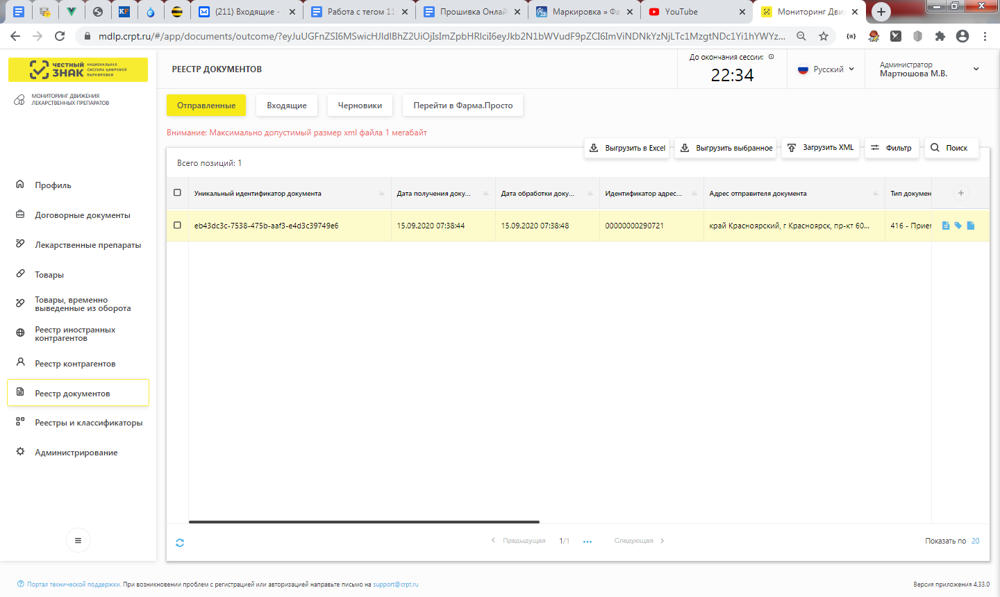 (211) Входящие -
Работа с тегом 11
Прошивка Онлай
Маркировка » Фа
YouTube
Мониторинг Дви
mdlp.crpt.ru/#/app/documents/outcome/?
ЧЕСТНЫЙ ЗНАК
НАЦИОНАЛЬНАЯ СИСТЕМА ЦИФРОВОЙ МАРКИРОВКИ
МОНИТОРИНГ ДВИЖЕНИЯ
ЛЕКАРСТВЕННЫХ ПРЕПАРАТОВ
РЕЕСТР ДОКУМЕНТОВ
До окончания сессии:
22:34
Русский
Администратор
Мартюшова М.В.
Отправленные
Входящие
Черновики
Перейти в Фарма.Просто
Внимание: Максимально допустимый размер xml файла 1 мегабайт
Выгрузить в Excel
Выгрузить выбранное
Загрузить XML
Фильтр
Поиск
Всего позиций: 1
Уникальный идентификатор документа
Дата получения доку...
Дата обработки доку...
Идентификатор адрес...
Адрес отправителя документа
Тип докумен
eb43dc3c-7538-475b-aaf3-e4d3c39749e6
15.09.2020 07:38:44
15.09.2020 07:38:48
00000000290721
край Красноярский, г Красноярск, пр-кт 60...
416 - Прием
Профиль
Договорные документы
Лекарственные препараты
Товары
Товары, временно
выведенные из оборота
Реестр иностранных
контрагентов
Реестр контрагентов
Реестр документов
Реестры и классификаторы
Администрирование
Предыдущая
1/1
Следующая
Показать по 20
Портал технической поддержки. При возникновении проблем с регистрацией или авторизацией направьте письмо на support@crpt.ru
Версия приложения 4.33.0